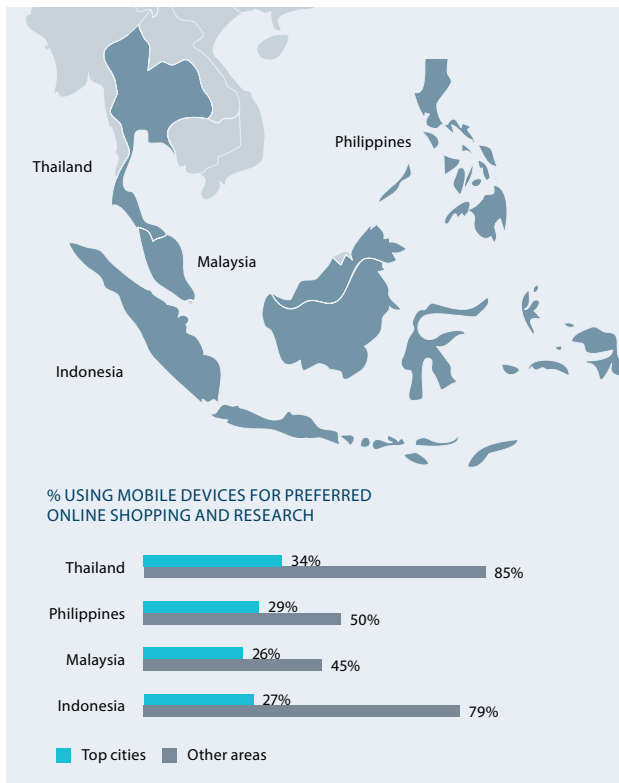 Philippines
Thailand
Malaysia
Indonesia
% USING MOBILE DEVICES FOR PREFERRED
ONLINE SHOPPING AND RESEARCH
Thailand 34% 85%
Philippines 29% 50%
Malaysia 26% 45%
Indonesia 27% 79%
Top cities Other areas